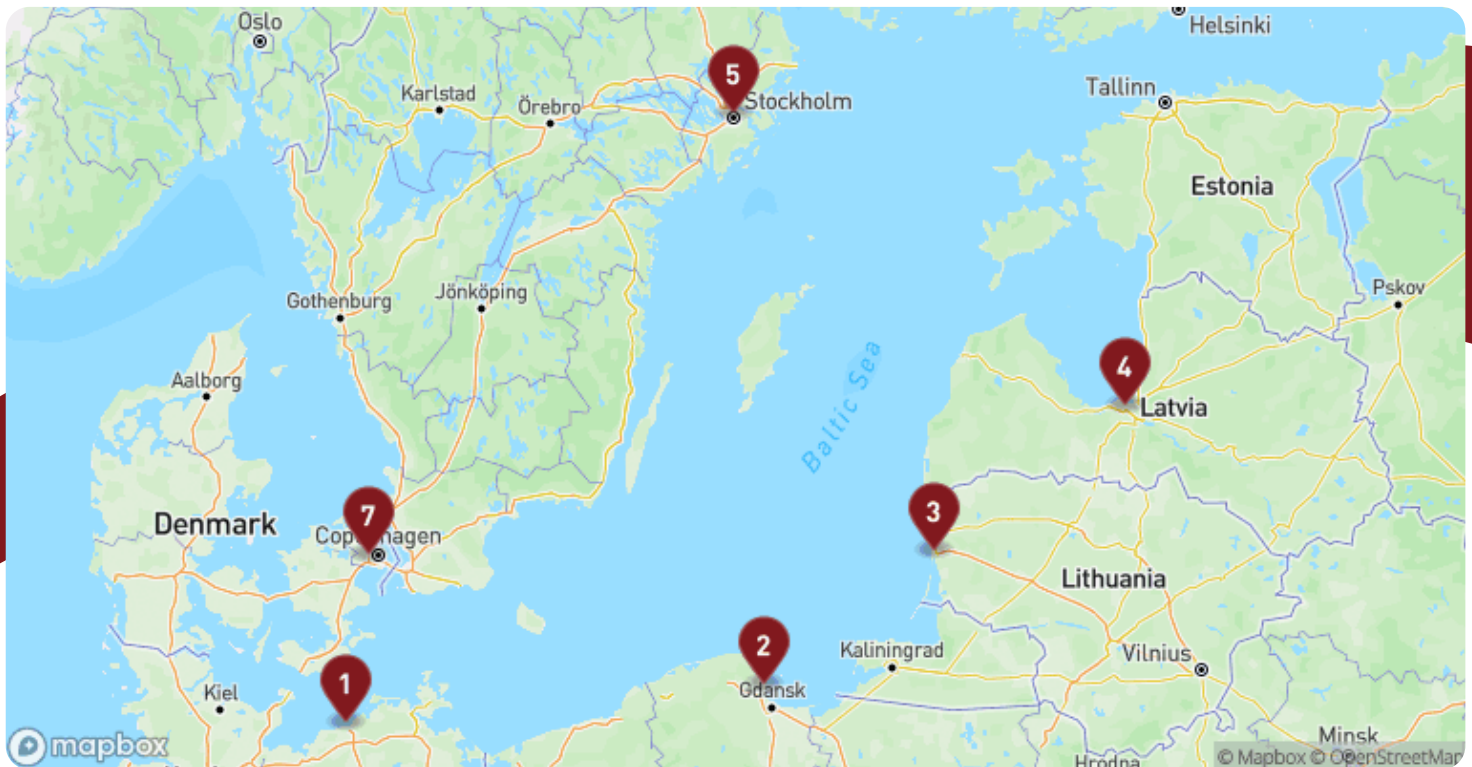 Oslo
Helsinki
5
Karlstad
Örebro
Stockholm
Tallinn
Estonia
Gothenburg
Jönköping
Pskov
Aalborg
Baltic Sea
4
Latvia
Denmark
7
Copenhagen
3
Lithuania
2
Kaliningrad
Vilnius
1
Kiel
Gdansk
Minsk
mapbox
© Mapbox © OpenStreetMap
Hrodna